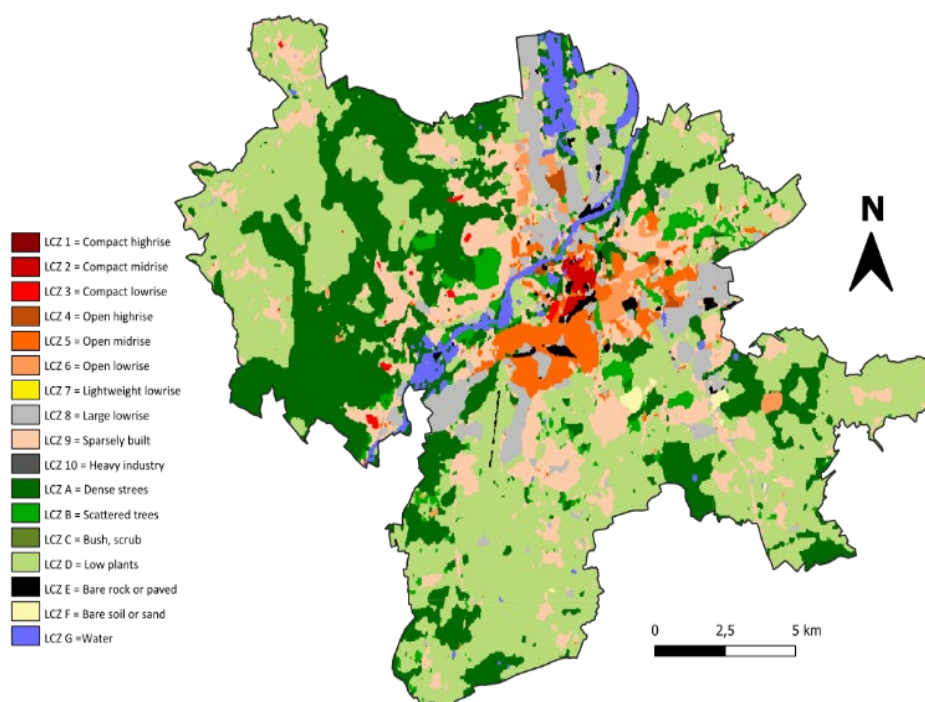 LCZ 1 = Compact highrise
LCZ 2 = Compact midrise
LCZ 3 = Compact lowrise
LCZ 4 = Open highrise
LCZ 5 = Open midrise
LCZ 6 = Open lowrise
LCZ 7 = Lightweight lowrise
LCZ 8 = Large lowrise
LCZ 9 = Sparsely built
LCZ 10 = Heavy industry
LCZ A = Dense strees
LCZ B = Scattered trees
LCZ C = Bush, scrub
LCZ D = Low plants
LCZ E = Bare rock or paved
LCZ F = Bare soil or sand
LCZ G =Water
N
0 2,5 5 km